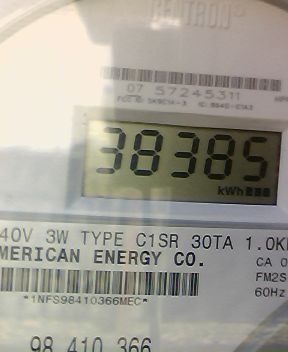 CENTRON®
07 57245311
38385
kWh
40V 3W TYPE C1SR 30TA 1.0K
MERICAN ENERGY CO.
CA 0
FM2S
*1NFS98410366MEC*
60Hz
98 410 366